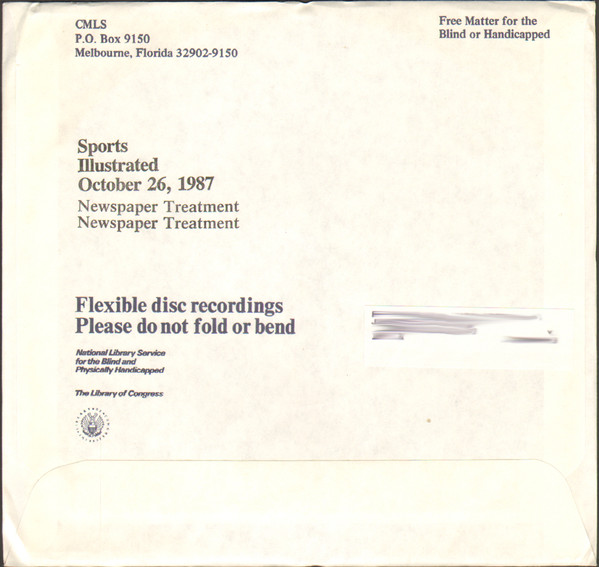 CMLS
P.O. Box 9150
Melbourne, Florida 32902-9150
Free Matter for the
Blind or Handicapped
Sports
Illustrated
October 26, 1987
Newspaper Treatment
Newspaper Treatment
Flexible disc recordings
Please do not fold or bend
National Library Service
for the Blind and
Physically Handicapped
The Library of Congress